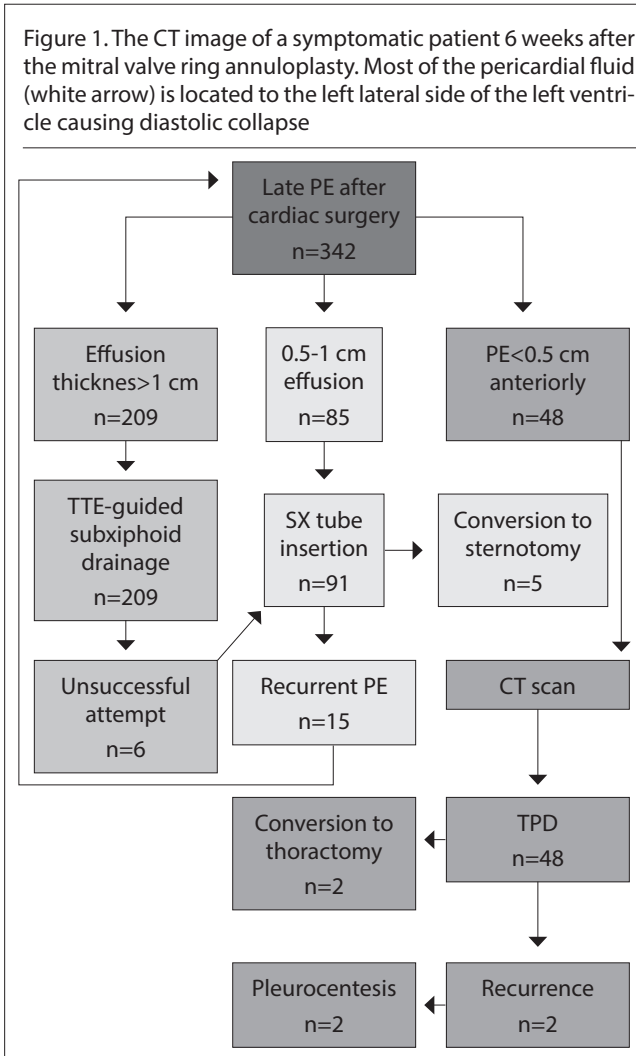 Figure 1. The CT image of a symptomatic patient 6 weeks after
the mitral valve ring annuloplasty. Most of the pericardial fluid
(white arrow) is located to the left lateral side of the left ventri-
cle causing diastolic collapse
Late PE after
cardiac surgery
n=342
Effusion
thicknes>1 cm
n=209
0.5-1 cm
effusion
n=85
PE<0.5 cm
anteriorly
n=48
TTE-guided
subxiphoid
drainage
n=209
SX tube
insertion
n=91
Conversion to
sternotomy
n=5
Unsuccessful
attempt
n=6
Recurrent PE
n=15
CT scan
Conversion to
thoractomy
n=2
TPD
n=48
Pleurocentesis
n=2
Recurrence
n=2